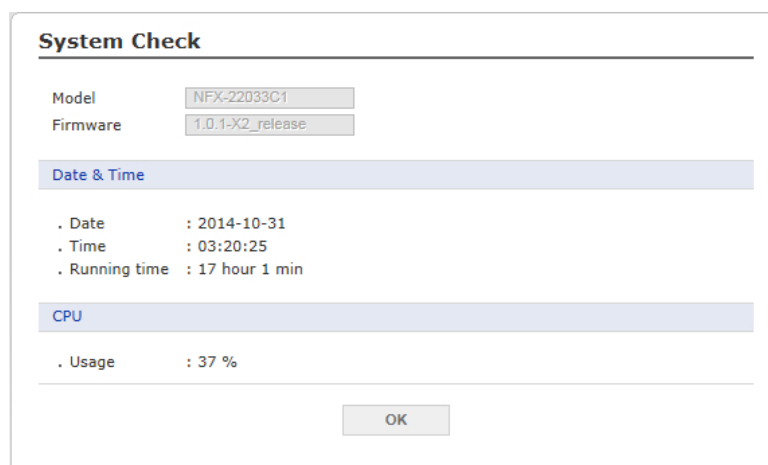 System Check
Model NFX-22033C1
Firmware 1.0.1-X2_release
Date & Time
. Date : 2014-10-31
. Time : 03:20:25
. Running time : 17 hour 1 min
CPU
. Usage : 37 %
OK